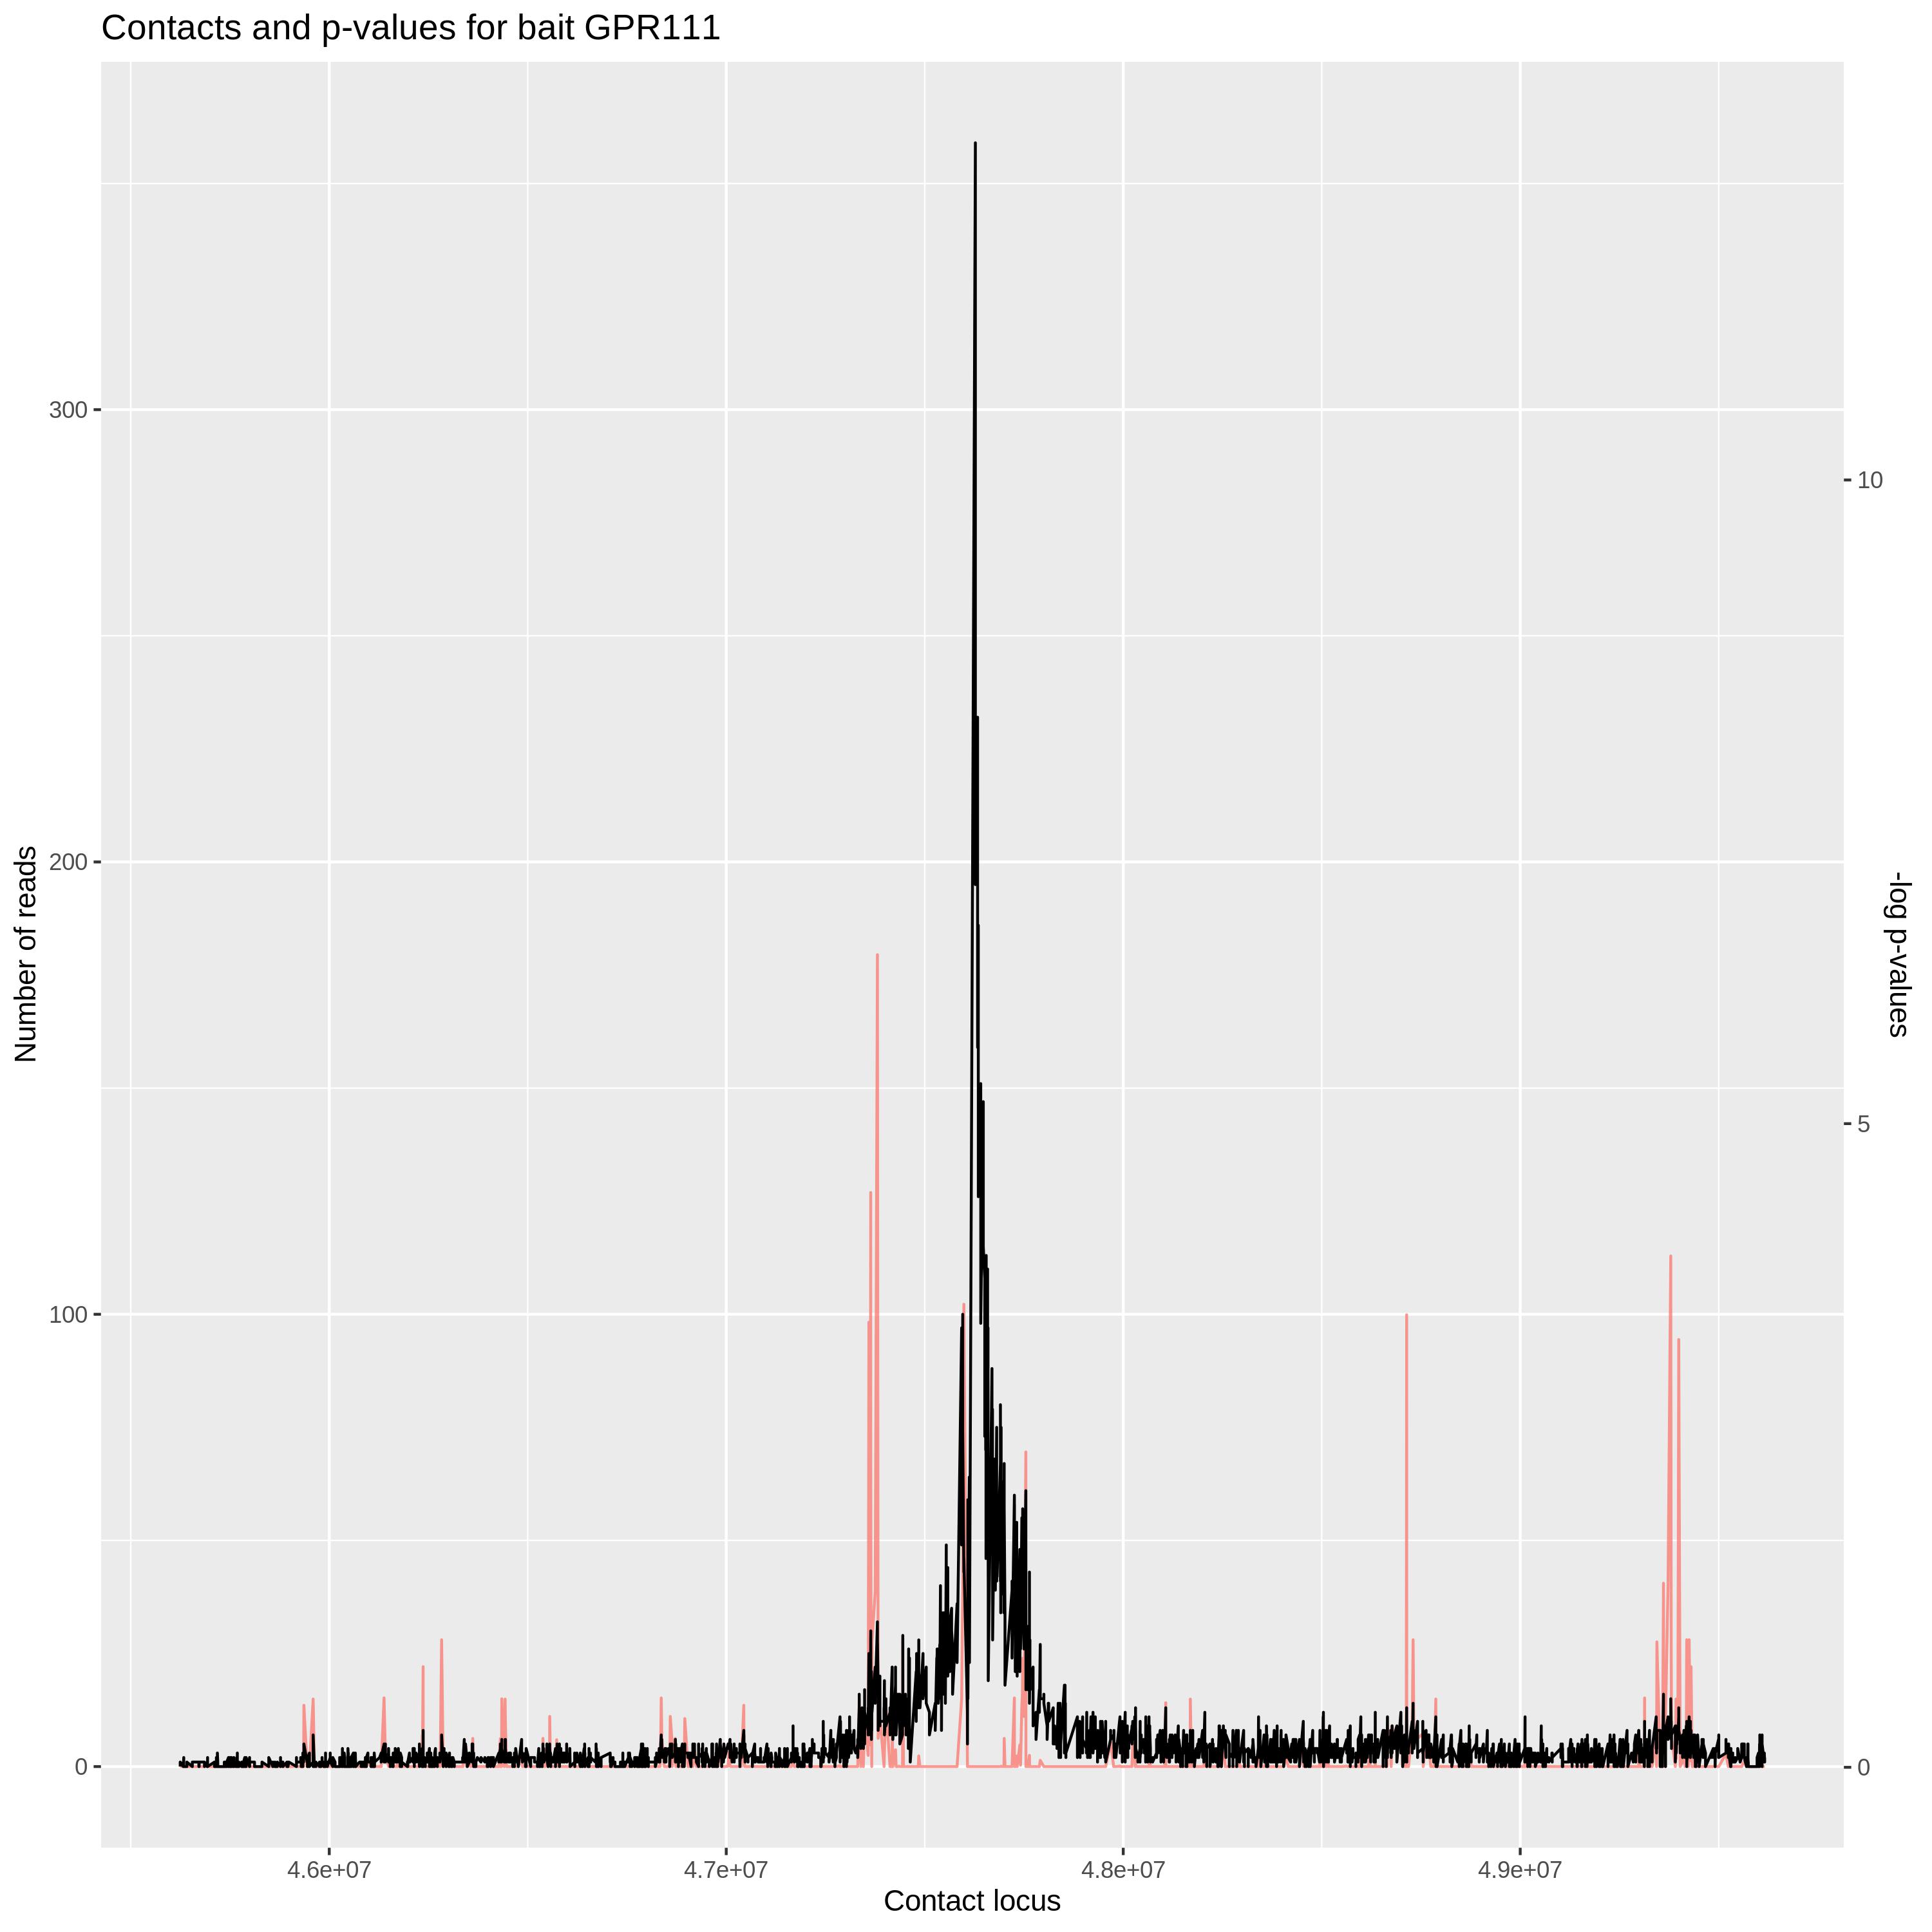 Contacts and p-values for bait GPR111
300
200
100
0
Number of reads
10
5
0
-log p-values
4.6e+07
4.7e+07
4.8e+07
4.9e+07
Contact locus